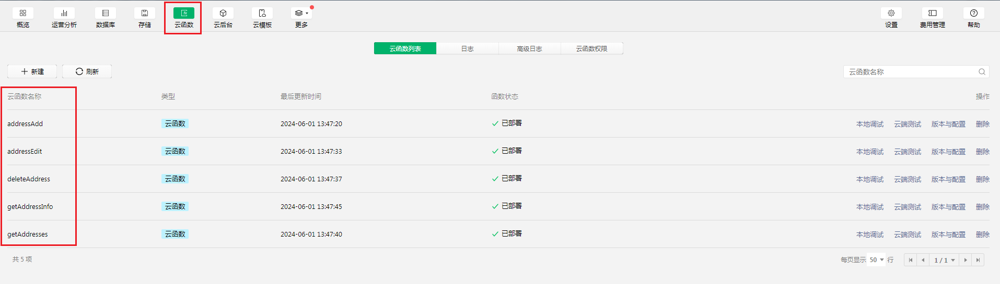 概览 运营分析 数据库 存储 云函数 云后台 云模板 更多 设置 费用管理 帮助
云函数列表 日志 高级日志 云函数权限
新建 刷新 云函数名称
云函数名称 类型 最后更新时间 函数状态 操作
addressAdd 云函数 2024-06-01 13:47:20 已部署 本地调试 云端测试 版本与配置 删除
addressEdit 云函数 2024-06-01 13:47:33 已部署 本地调试 云端测试 版本与配置 删除
deleteAddress 云函数 2024-06-01 13:47:37 已部署 本地调试 云端测试 版本与配置 删除
getAddressInfo 云函数 2024-06-01 13:47:45 已部署 本地调试 云端测试 版本与配置 删除
getAddresses 云函数 2024-06-01 13:47:40 已部署 本地调试 云端测试 版本与配置 删除
共 5 项 每页显示 50 行 1 / 1